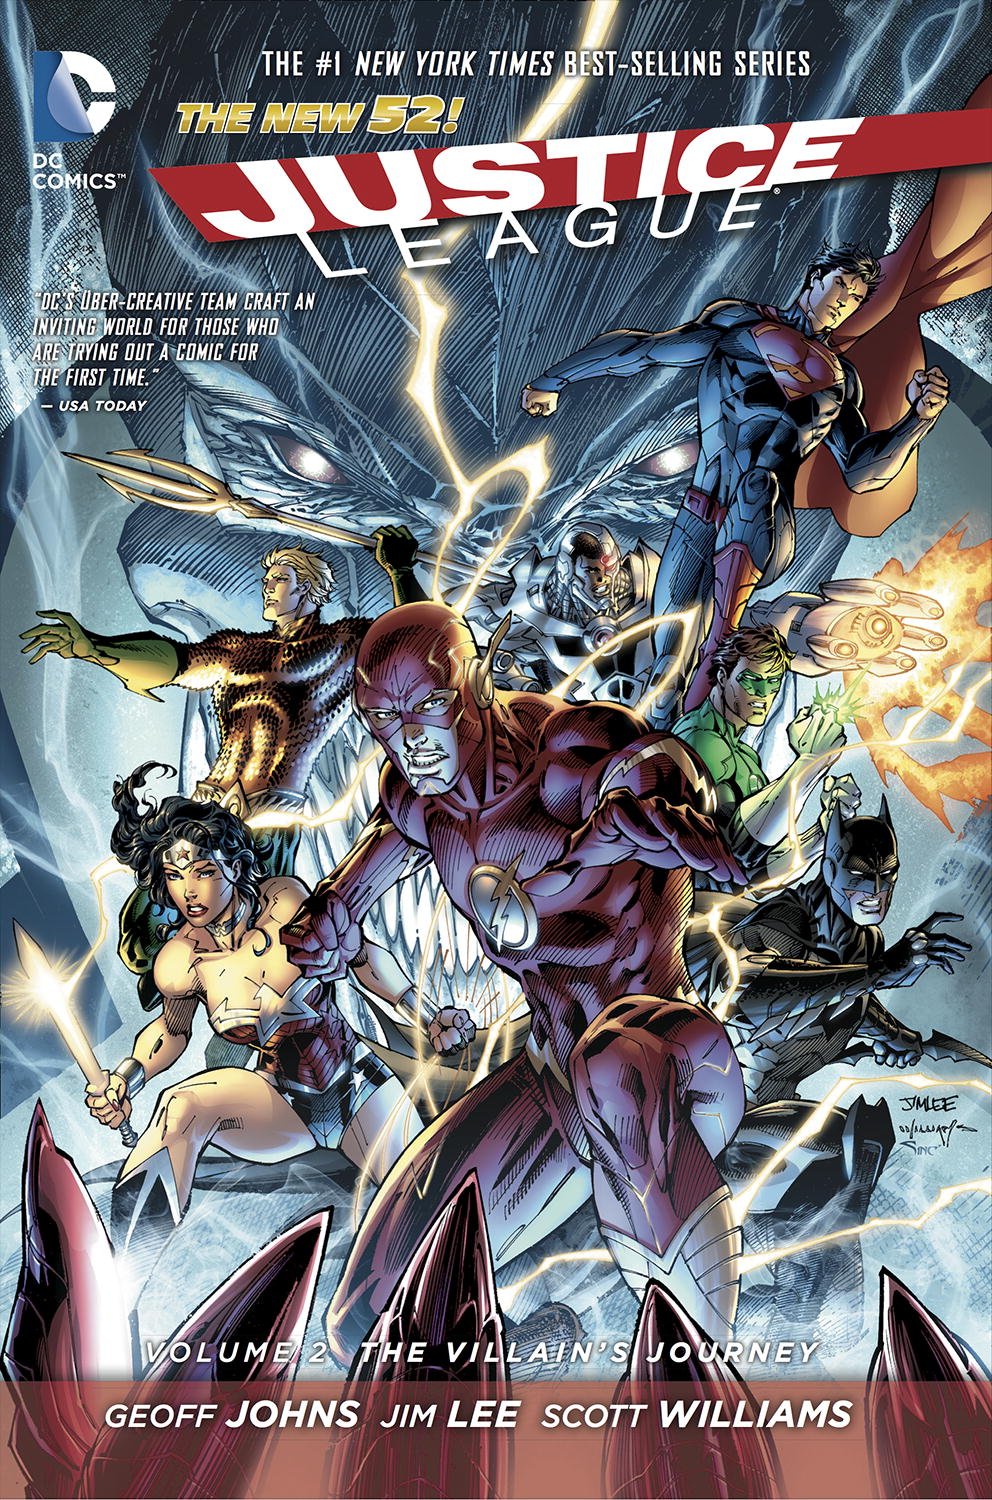 THE #1 NEW YORK TIMES BEST-SELLING SERIES
THE NEW 52!
DC
COMICS™
JUSTICE
LEAGUE®
"DC'S ÜBER-CREATIVE TEAM CRAFT AN
INVITING WORLD FOR THOSE WHO
ARE TRYING OUT A COMIC FOR
THE FIRST TIME."
— USA TODAY
JIMLEE
VOLUME 2 THE VILLAIN'S JOURNEY
GEOFF JOHNS JIM LEE SCOTT WILLIAMS